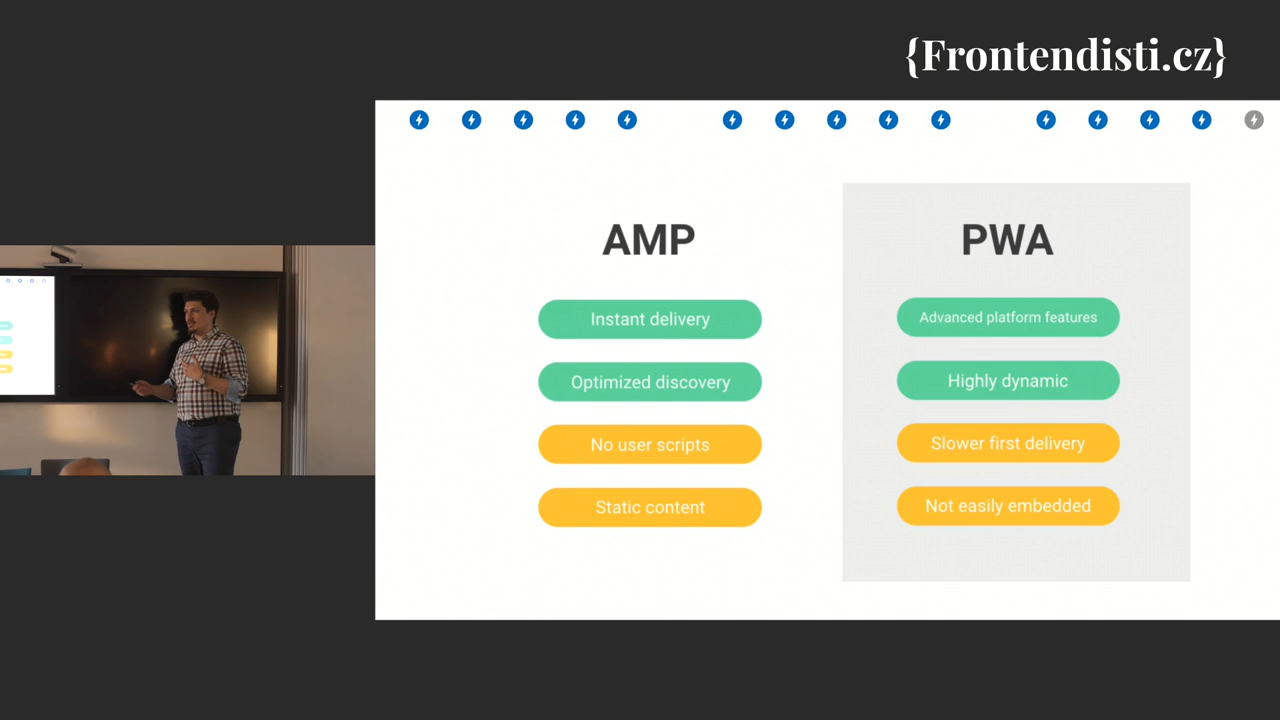 {Frontendisti.cz}
AMP
Instant delivery
Optimized discovery
No user scripts
Static content
PWA
Advanced platform features
Highly dynamic
Slower first delivery
Not easily embedded